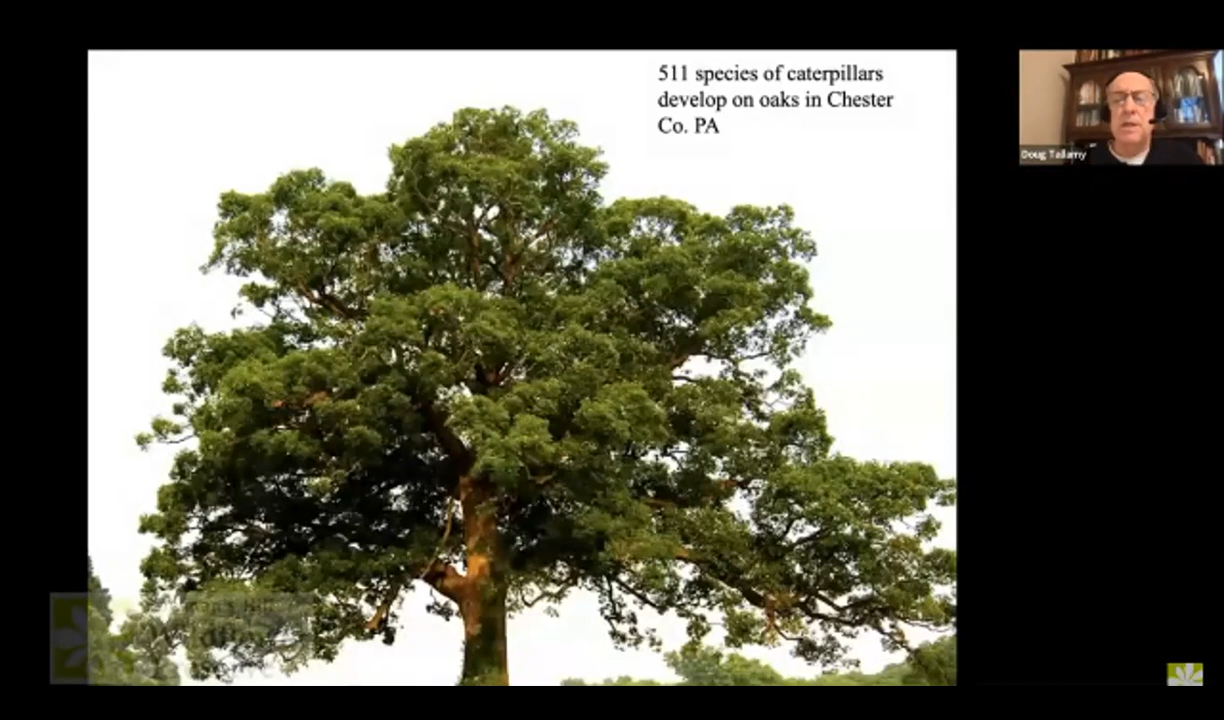 511 species of caterpillars
develop on oaks in Chester
Co. PA
Doug Tallamy